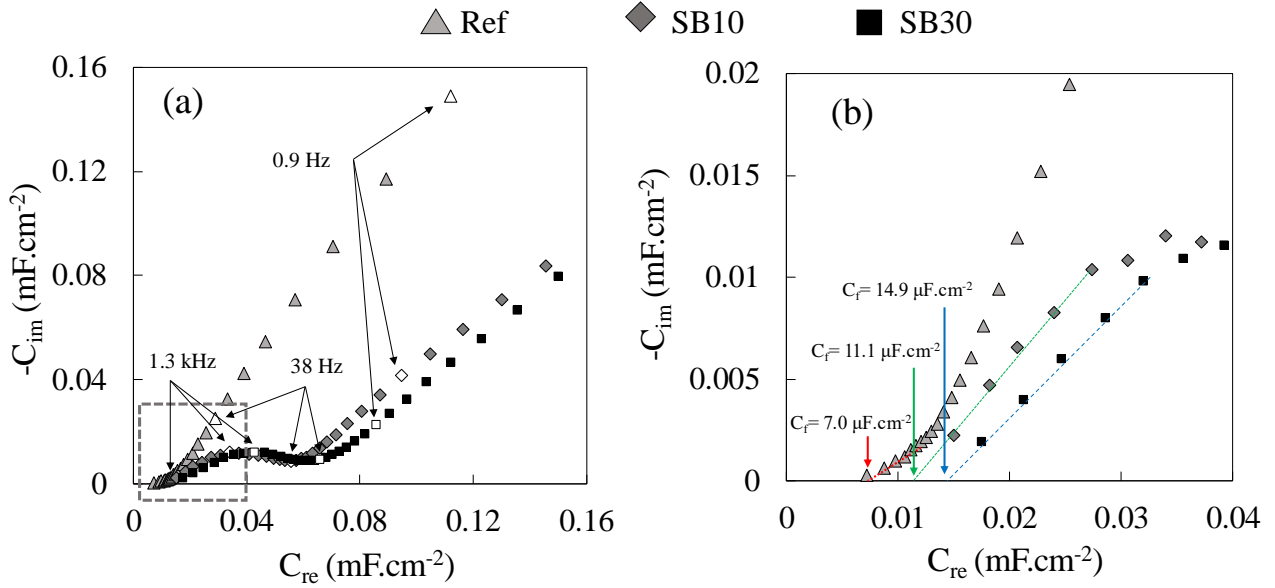 Ref SB10 SB30
(a)
0.16
0.12
0.08
0.04
0
-C_im (mF.cm⁻²)
0.9 Hz
1.3 kHz
38 Hz
0 0.04 0.08 0.12 0.16
C_re (mF.cm⁻²)
(b)
0.02
0.015
0.01
0.005
0
-C_im (mF.cm⁻²)
C_f= 14.9 µF.cm⁻²
C_f= 11.1 µF.cm⁻²
C_f= 7.0 µF.cm⁻²
0 0.01 0.02 0.03 0.04
C_re (mF.cm⁻²)